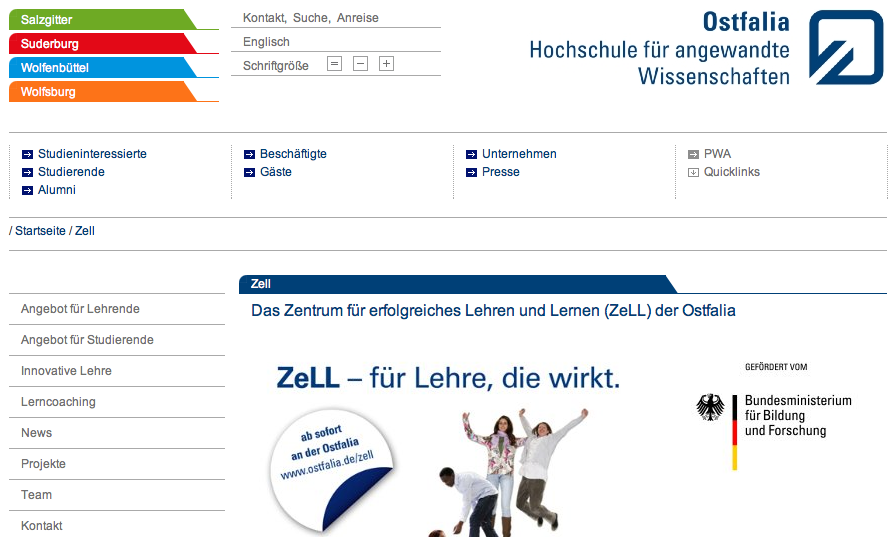 Salzgitter
Suderburg
Wolfenbüttel
Wolfsburg
Kontakt, Suche, Anreise
Englisch
Schriftgröße = − +
Ostfalia
Hochschule für angewandte
Wissenschaften
Studieninteressierte
Studierende
Alumni
Beschäftigte
Gäste
Unternehmen
Presse
PWA
Quicklinks
/ Startseite / Zell
Angebot für Lehrende
Angebot für Studierende
Innovative Lehre
Lerncoaching
News
Projekte
Team
Kontakt
Zell
Das Zentrum für erfolgreiches Lehren und Lernen (ZeLL) der Ostfalia
ZeLL – für Lehre, die wirkt.
ab sofort
an der Ostfalia
www.ostfalia.de/zell
GEFÖRDERT VOM
Bundesministerium
für Bildung
und Forschung